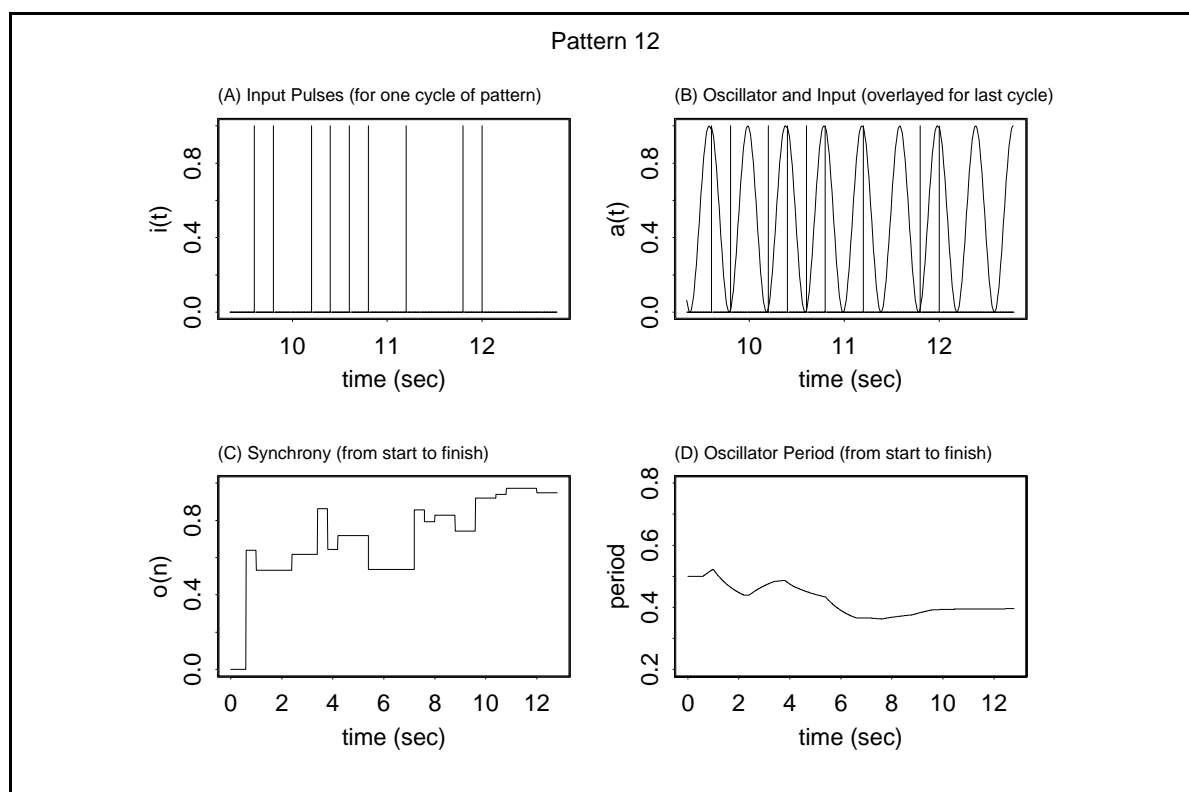 Pattern 12
(A) Input Pulses (for one cycle of pattern)
i(t)
0.0 0.4 0.8
10 11 12
time (sec)
(B) Oscillator and Input (overlayed for last cycle)
a(t)
0.0 0.4 0.8
10 11 12
time (sec)
(C) Synchrony (from start to finish)
o(n)
0.0 0.4 0.8
0 2 4 6 8 10 12
time (sec)
(D) Oscillator Period (from start to finish)
period
0.2 0.4 0.6 0.8
0 2 4 6 8 10 12
time (sec)